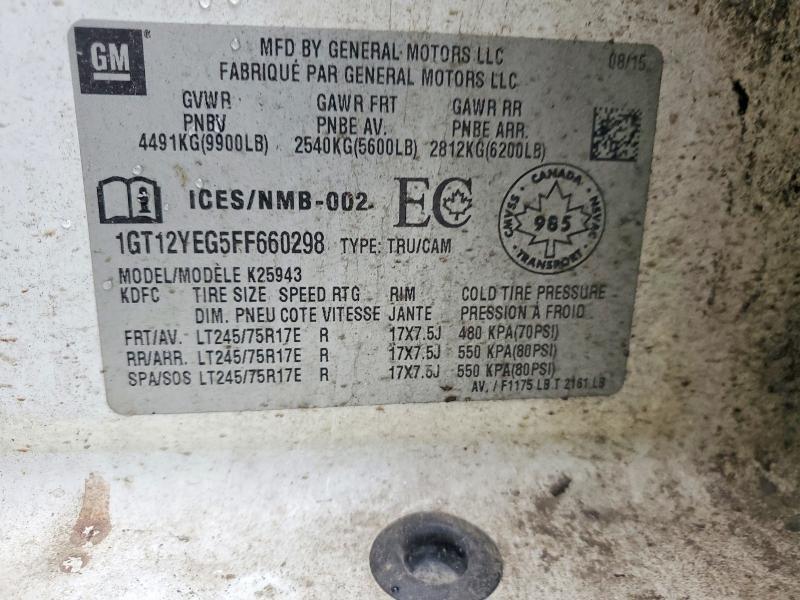 GM
MFD BY GENERAL MOTORS LLC 08/15
FABRIQUÉ PAR GENERAL MOTORS LLC
GVWR GAWR FRT GAWR RR
PNBV PNBE AV. PNBE ARR.
4491KG(9900LB) 2540KG(5600LB) 2812KG(6200LB)
ICES/NMB-002 EC
CANADA
SVAC/NSVAC
985
TRANSPORT
1GT12YEG5FF660298 TYPE: TRU/CAM
MODEL/MODÈLE K25943
KDFC TIRE SIZE SPEED RTG RIM COLD TIRE PRESSURE
DIM. PNEU COTE VITESSE JANTE PRESSION À FROID
FRT/AV. LT245/75R17E R 17X7.5J 480 KPA(70PSI)
RR/ARR. LT245/75R17E R 17X7.5J 550 KPA(80PSI)
SPA/SOS LT245/75R17E R 17X7.5J 550 KPA(80PSI)
AV. / F1175 LB T 2161 LB